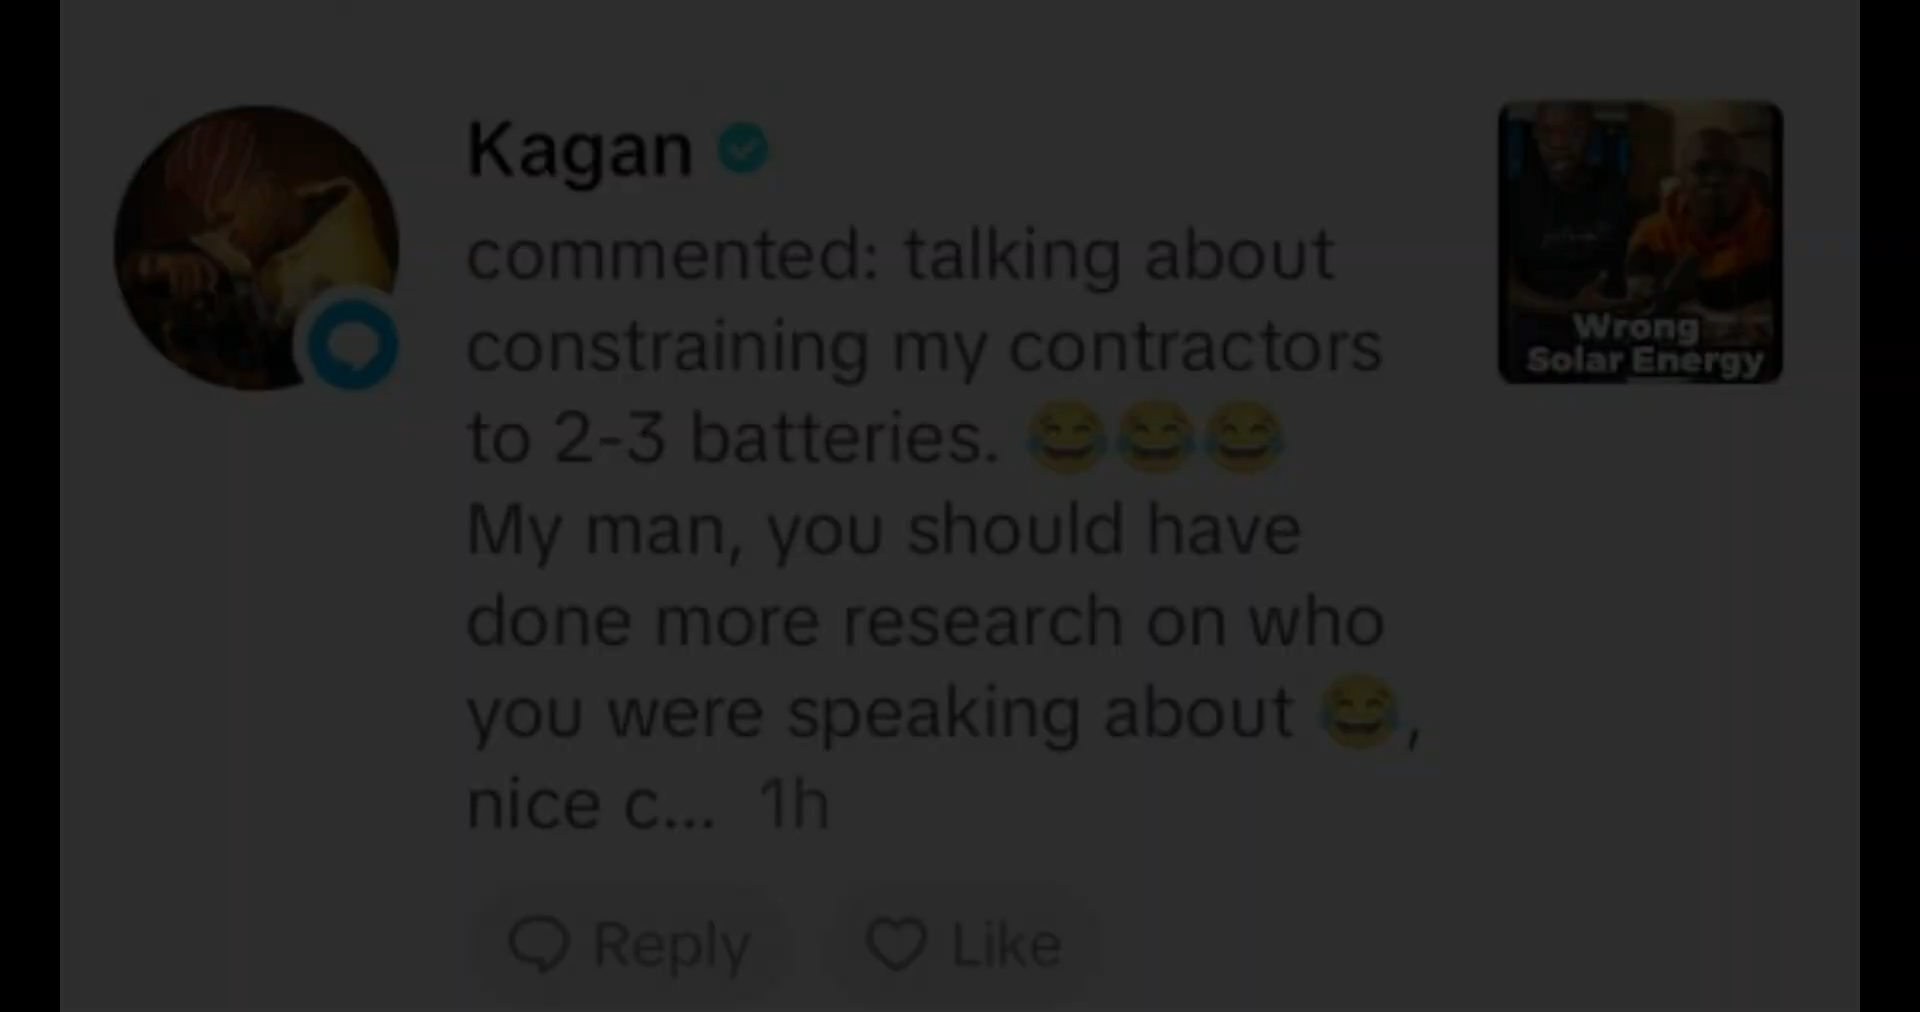 Kagan
commented: talking about
constraining my contractors
to 2-3 batteries. 😂😂😂
My man, you should have
done more research on who
you were speaking about 😂,
nice c... 1h
Reply
Like
Wrong
Solar Energy